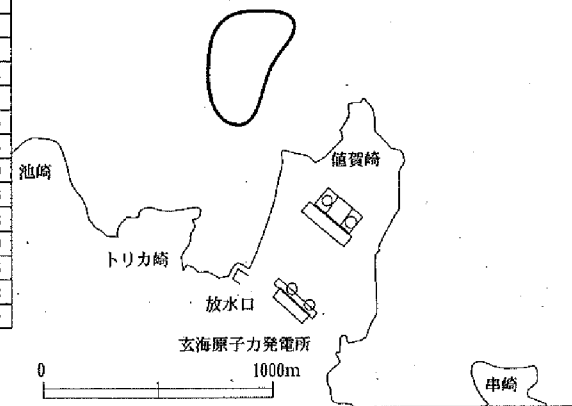 値賀崎
池崎
トリカ崎
放水口
玄海原子力発電所
0 1000m
串崎